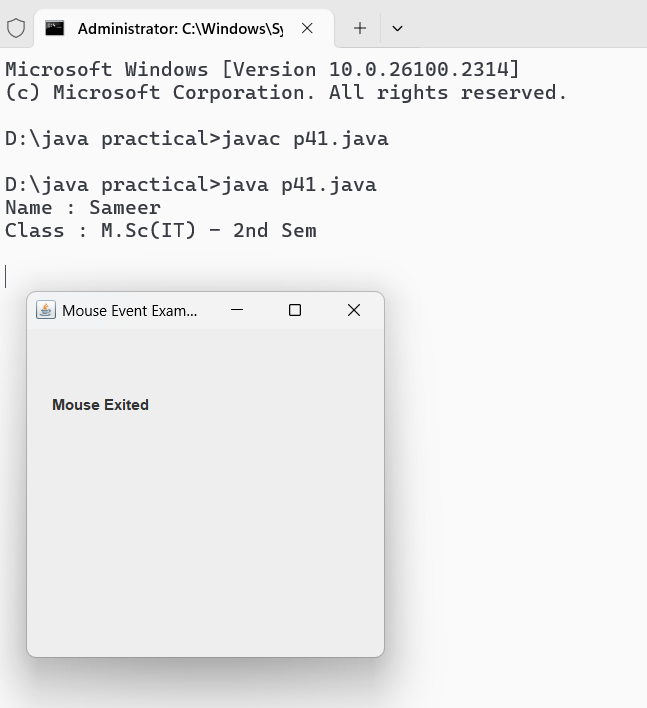 Administrator: C:\Windows\Sy
Microsoft Windows [Version 10.0.26100.2314]
(c) Microsoft Corporation. All rights reserved.
D:\java practical>javac p41.java
D:\java practical>java p41.java
Name : Sameer
Class : M.Sc(IT) - 2nd Sem
Mouse Event Exam...
Mouse Exited